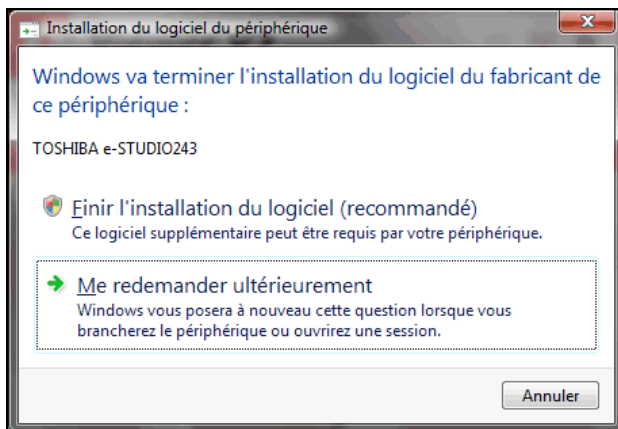 Installation du logiciel du périphérique
Windows va terminer l'installation du logiciel du fabricant de
ce périphérique :
TOSHIBA e-STUDIO243
Finir l'installation du logiciel (recommandé)
Ce logiciel supplémentaire peut être requis par votre périphérique.
Me redemander ultérieurement
Windows vous posera à nouveau cette question lorsque vous
brancherez le périphérique ou ouvrirez une session.
Annuler